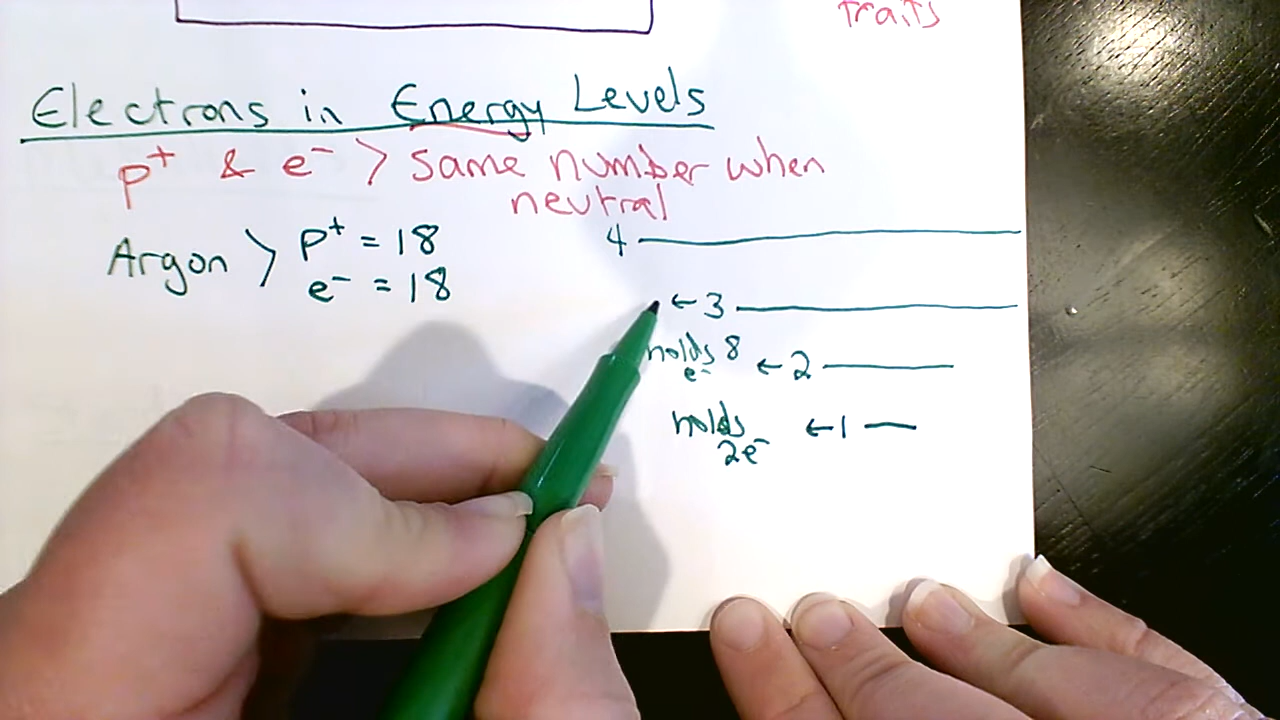 traits
Electrons in Energy Levels
p+ & e- > same number when
neutral
Argon > p+ = 18
e- = 18
4
←3
holds 8
e-
←2
holds
2e-
←1